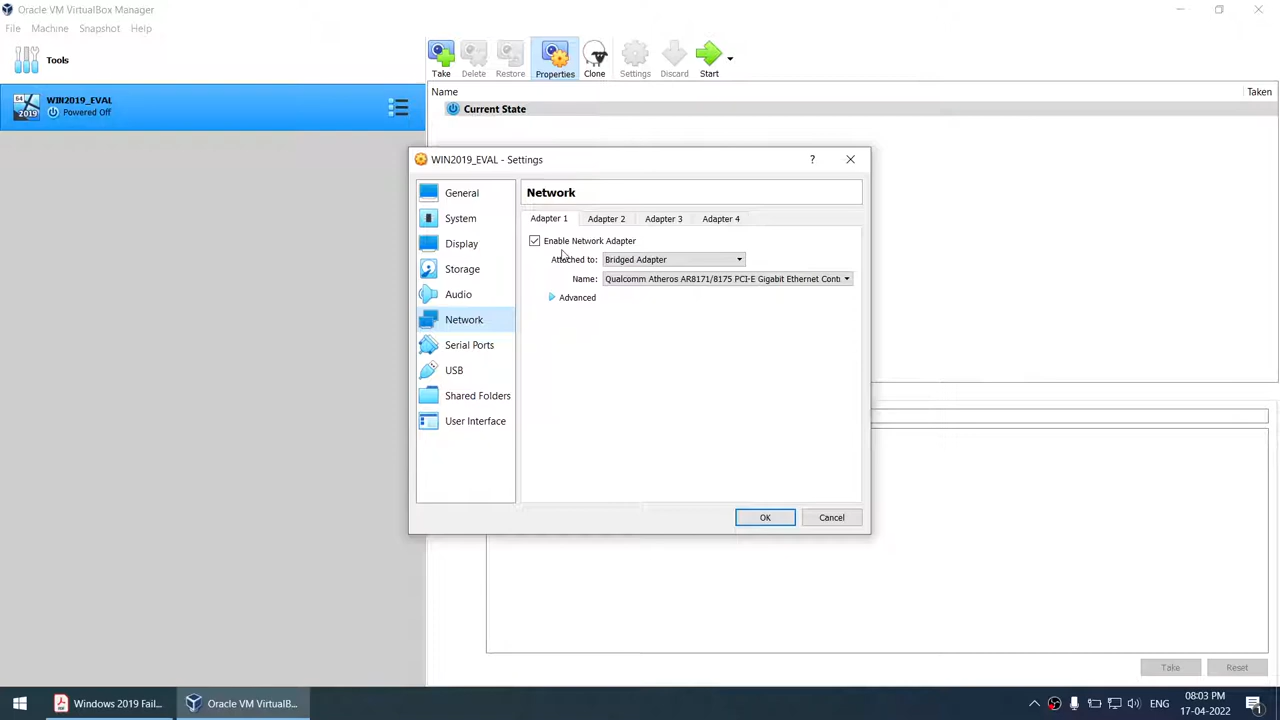 Oracle VM VirtualBox Manager
File Machine Snapshot Help
Tools
Take Delete Restore Properties Clone Settings Discard Start
64
2019
WIN2019_EVAL
Powered Off
Name Taken
Current State
WIN2019_EVAL - Settings ?
General
System
Display
Storage
Audio
Network
Serial Ports
USB
Shared Folders
User Interface
Network
Adapter 1 Adapter 2 Adapter 3 Adapter 4
Enable Network Adapter
Attached to: Bridged Adapter
Name: Qualcomm Atheros AR8171/8175 PCI-E Gigabit Ethernet Cont
Advanced
OK Cancel
Take Reset
Windows 2019 Fail... Oracle VM VirtualB... ENG 08:03 PM
17-04-2022
1